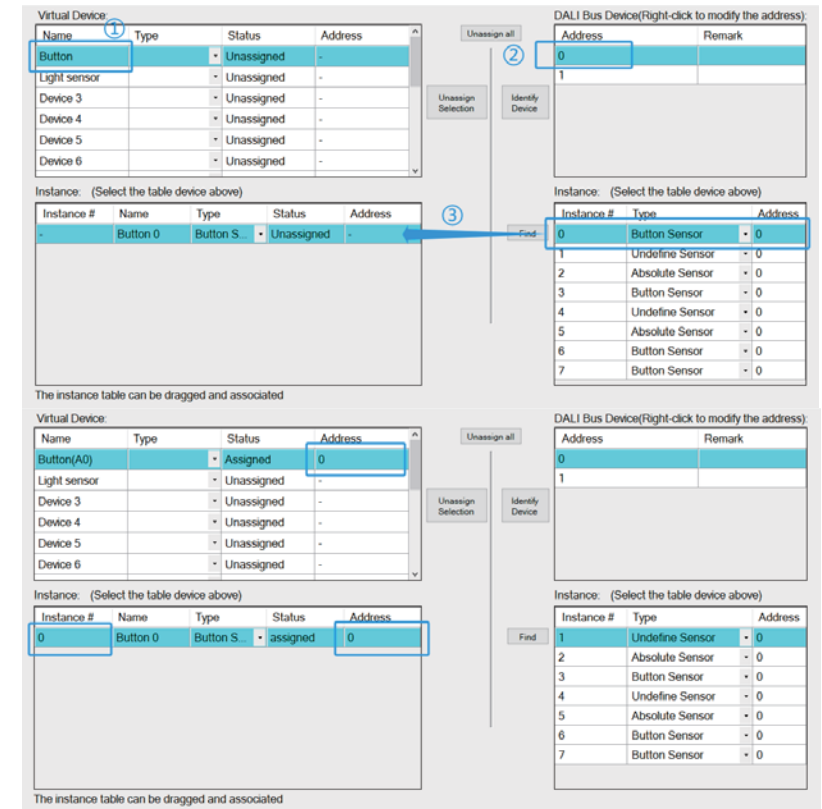 Virtual Device: DALI Bus Device(Right-click to modify the address):
① ②
Name Type Status Address Unassign all Address Remark
Button Unassigned - 0
Light sensor Unassigned - 1
Device 3 Unassigned - Unassign Selection Identify Device
Device 4 Unassigned -
Device 5 Unassigned -
Device 6 Unassigned -
Instance: (Select the table device above) Instance: (Select the table device above)
Instance # Name Type Status Address ③ Instance # Type Address
- Button 0 Button S... Unassigned - Find 0 Button Sensor 0
1 Undefine Sensor 0
2 Absolute Sensor 0
3 Button Sensor 0
4 Undefine Sensor 0
5 Absolute Sensor 0
6 Button Sensor 0
7 Button Sensor 0
The instance table can be dragged and associated
Virtual Device: DALI Bus Device(Right-click to modify the address):
Name Type Status Address Unassign all Address Remark
Button(A0) Assigned 0 0
Light sensor Unassigned - 1
Device 3 Unassigned - Unassign Selection Identify Device
Device 4 Unassigned -
Device 5 Unassigned -
Device 6 Unassigned -
Instance: (Select the table device above) Instance: (Select the table device above)
Instance # Name Type Status Address Instance # Type Address
0 Button 0 Button S... assigned 0 Find 1 Undefine Sensor 0
2 Absolute Sensor 0
3 Button Sensor 0
4 Undefine Sensor 0
5 Absolute Sensor 0
6 Button Sensor 0
7 Button Sensor 0
The instance table can be dragged and associated